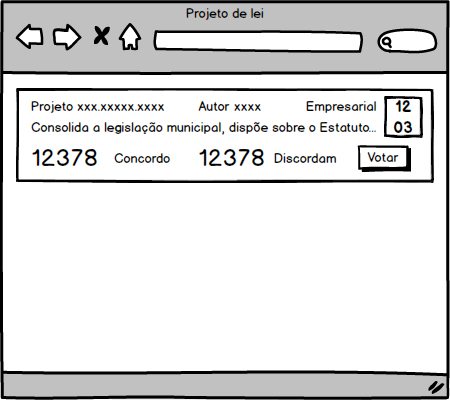 Projeto de lei
Projeto xxx.xxxxx.xxxx Autor xxxx Empresarial 12
Consolida a legislação municipal, dispõe sobre o Estatuto... 03
12378 Concordo 12378 Discordam Votar